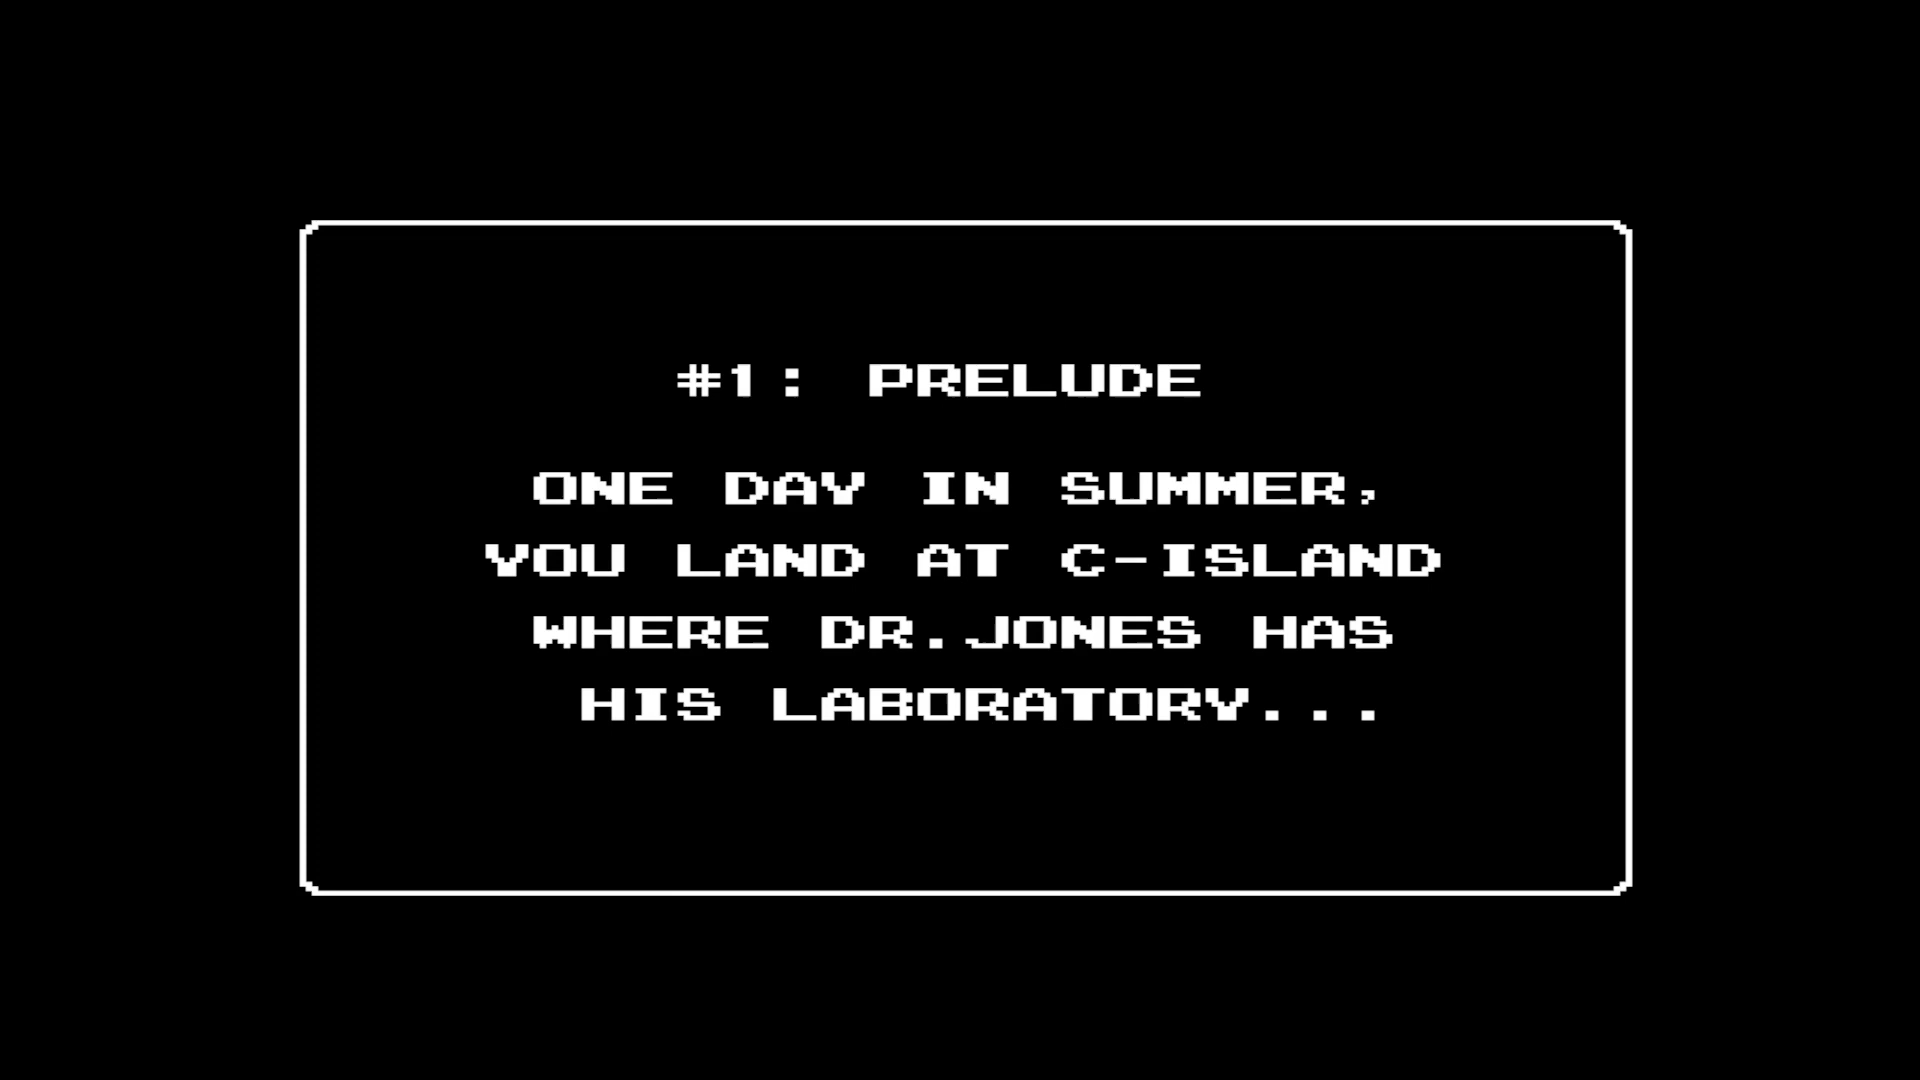 #1: PRELUDE
ONE DAY IN SUMMER,
YOU LAND AT C-ISLAND
WHERE DR.JONES HAS
HIS LABORATORY...